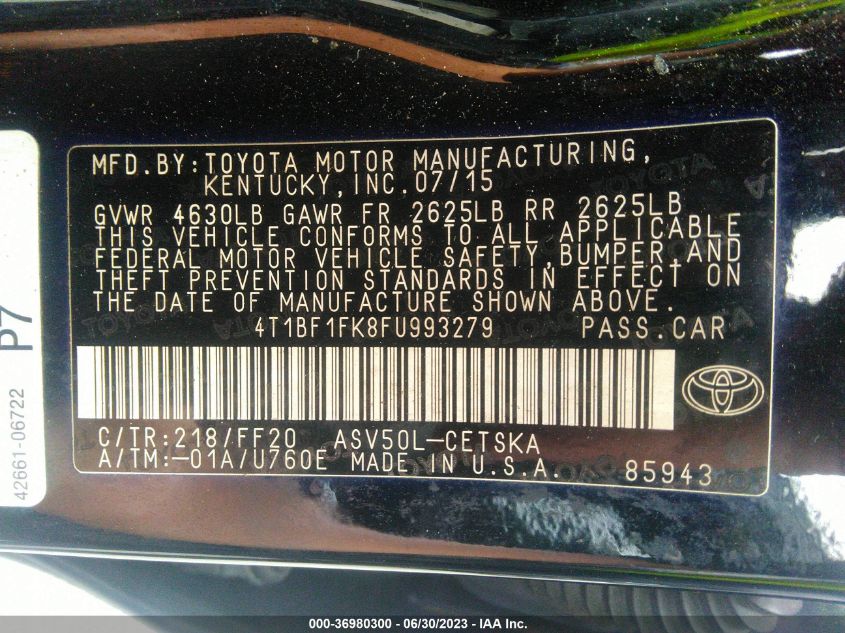 MFD.BY:TOYOTA MOTOR MANUFACTURING,
KENTUCKY,INC.07/15
GVWR 4630LB GAWR FR 2625LB RR 2625LB
THIS VEHICLE CONFORMS TO ALL APPLICABLE
FEDERAL MOTOR VEHICLE SAFETY,BUMPER,AND
THEFT PREVENTION STANDARDS IN EFFECT ON
THE DATE OF MANUFACTURE SHOWN ABOVE.
4T1BF1FK8FU993279 PASS.CAR
C/TR:218/FF20 ASV50L-CETSKA
A/TM:-01A/U760E MADE IN U.S.A. 85943
P7
42661-06722
000-36980300 - 06/30/2023 - IAA Inc.